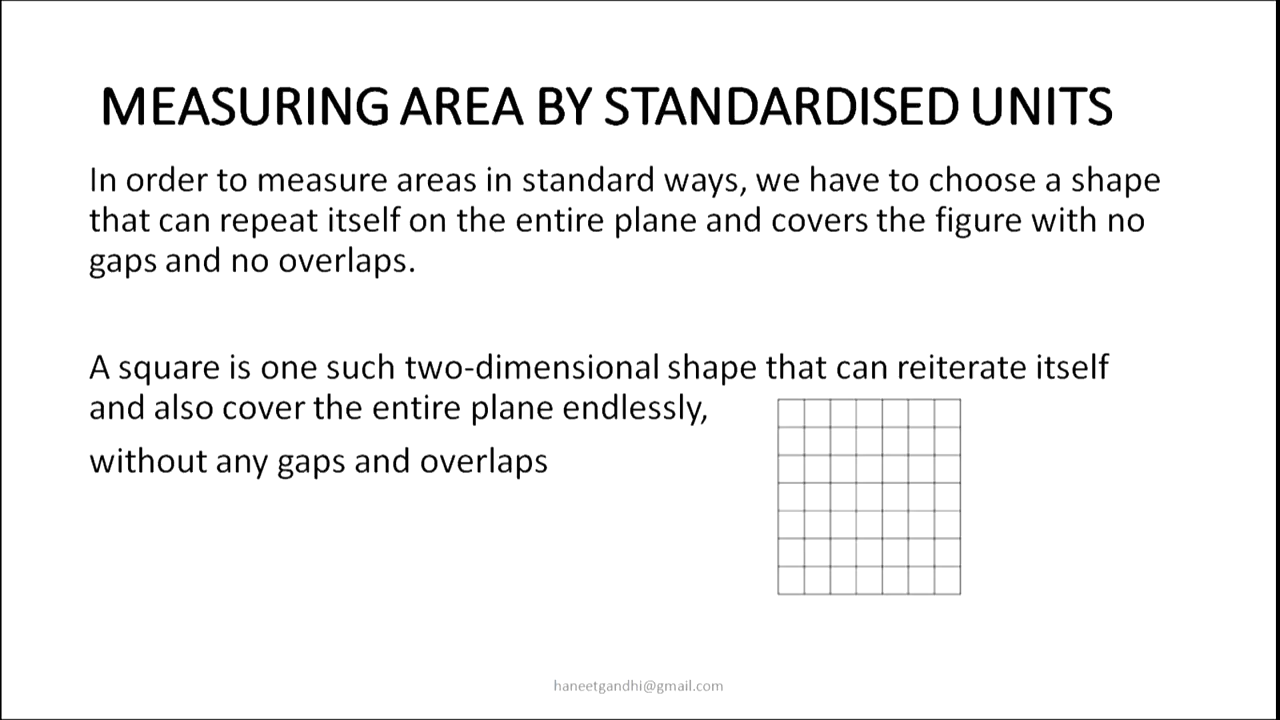 MEASURING AREA BY STANDARDISED UNITS
In order to measure areas in standard ways, we have to choose a shape
that can repeat itself on the entire plane and covers the figure with no
gaps and no overlaps.
A square is one such two-dimensional shape that can reiterate itself
and also cover the entire plane endlessly,
without any gaps and overlaps
haneetgandhi@gmail.com